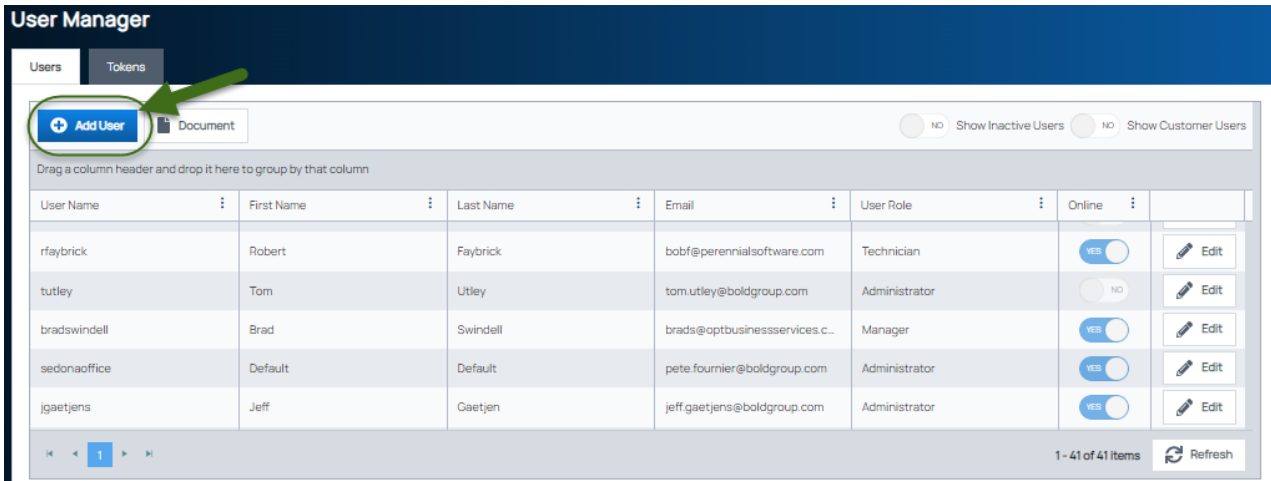 User Manager
Users Tokens
Add User Document NO Show Inactive Users NO Show Customer Users
Drag a column header and drop it here to group by that column
User Name First Name Last Name Email User Role Online
rfaybrick Robert Faybrick bobf@perennialsoftware.com Technician YES Edit
tutley Tom Utley tom.utley@boldgroup.com Administrator NO Edit
bradswindell Brad Swindell brads@optbusinessservices.c... Manager YES Edit
sedonaoffice Default Default pete.fournier@boldgroup.com Administrator YES Edit
jgaetjens Jeff Gaetjen jeff.gaetjens@boldgroup.com Administrator YES Edit
1 1 - 41 of 41 items Refresh